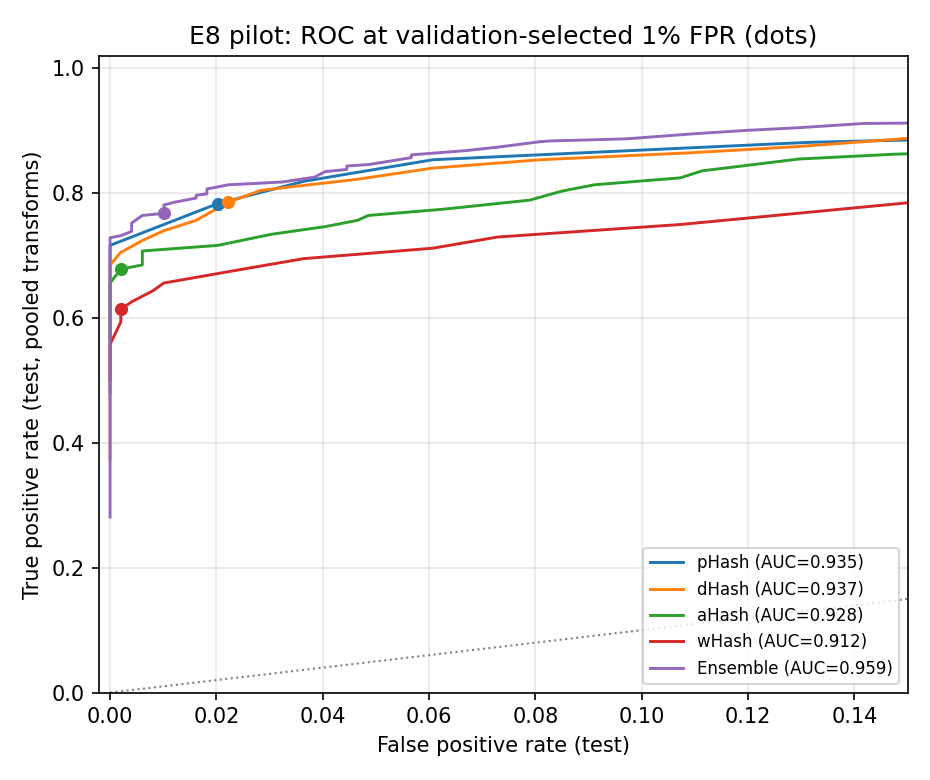 E8 pilot: ROC at validation-selected 1% FPR (dots)
True positive rate (test, pooled transforms)
1.0
0.8
0.6
0.4
0.2
0.0
0.00 0.02 0.04 0.06 0.08 0.10 0.12 0.14
False positive rate (test)
pHash (AUC=0.935)
dHash (AUC=0.937)
aHash (AUC=0.928)
wHash (AUC=0.912)
Ensemble (AUC=0.959)